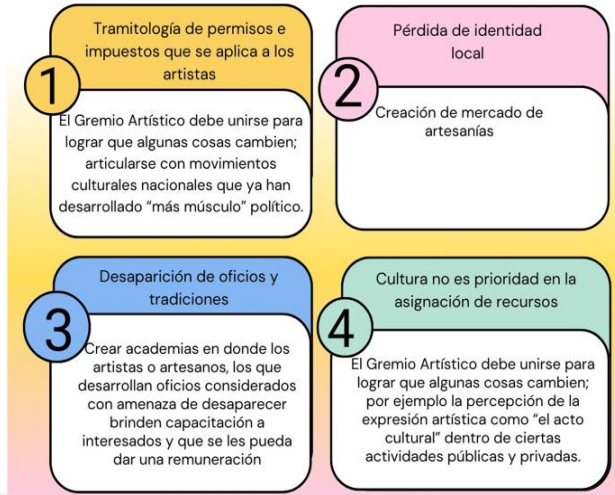 1
Tramitología de permisos e
impuestos que se aplica a los
artistas
El Gremio Artístico debe unirse para
lograr que algunas cosas cambien;
articularse con movimientos
culturales nacionales que ya han
desarrollado “más músculo” político.
2
Pérdida de identidad
local
Creación de mercado de
artesanías
3
Desaparición de oficios y
tradiciones
Crear academias en donde los
artistas o artesanos, los que
desarrollan oficios considerados
con amenaza de desaparecer
brinden capacitación a
interesados y que se les pueda
dar una remuneración
4
Cultura no es prioridad en la
asignación de recursos
El Gremio Artístico debe unirse para
lograr que algunas cosas cambien;
por ejemplo la percepción de la
expresión artística como “el acto
cultural” dentro de ciertas
actividades públicas y privadas.